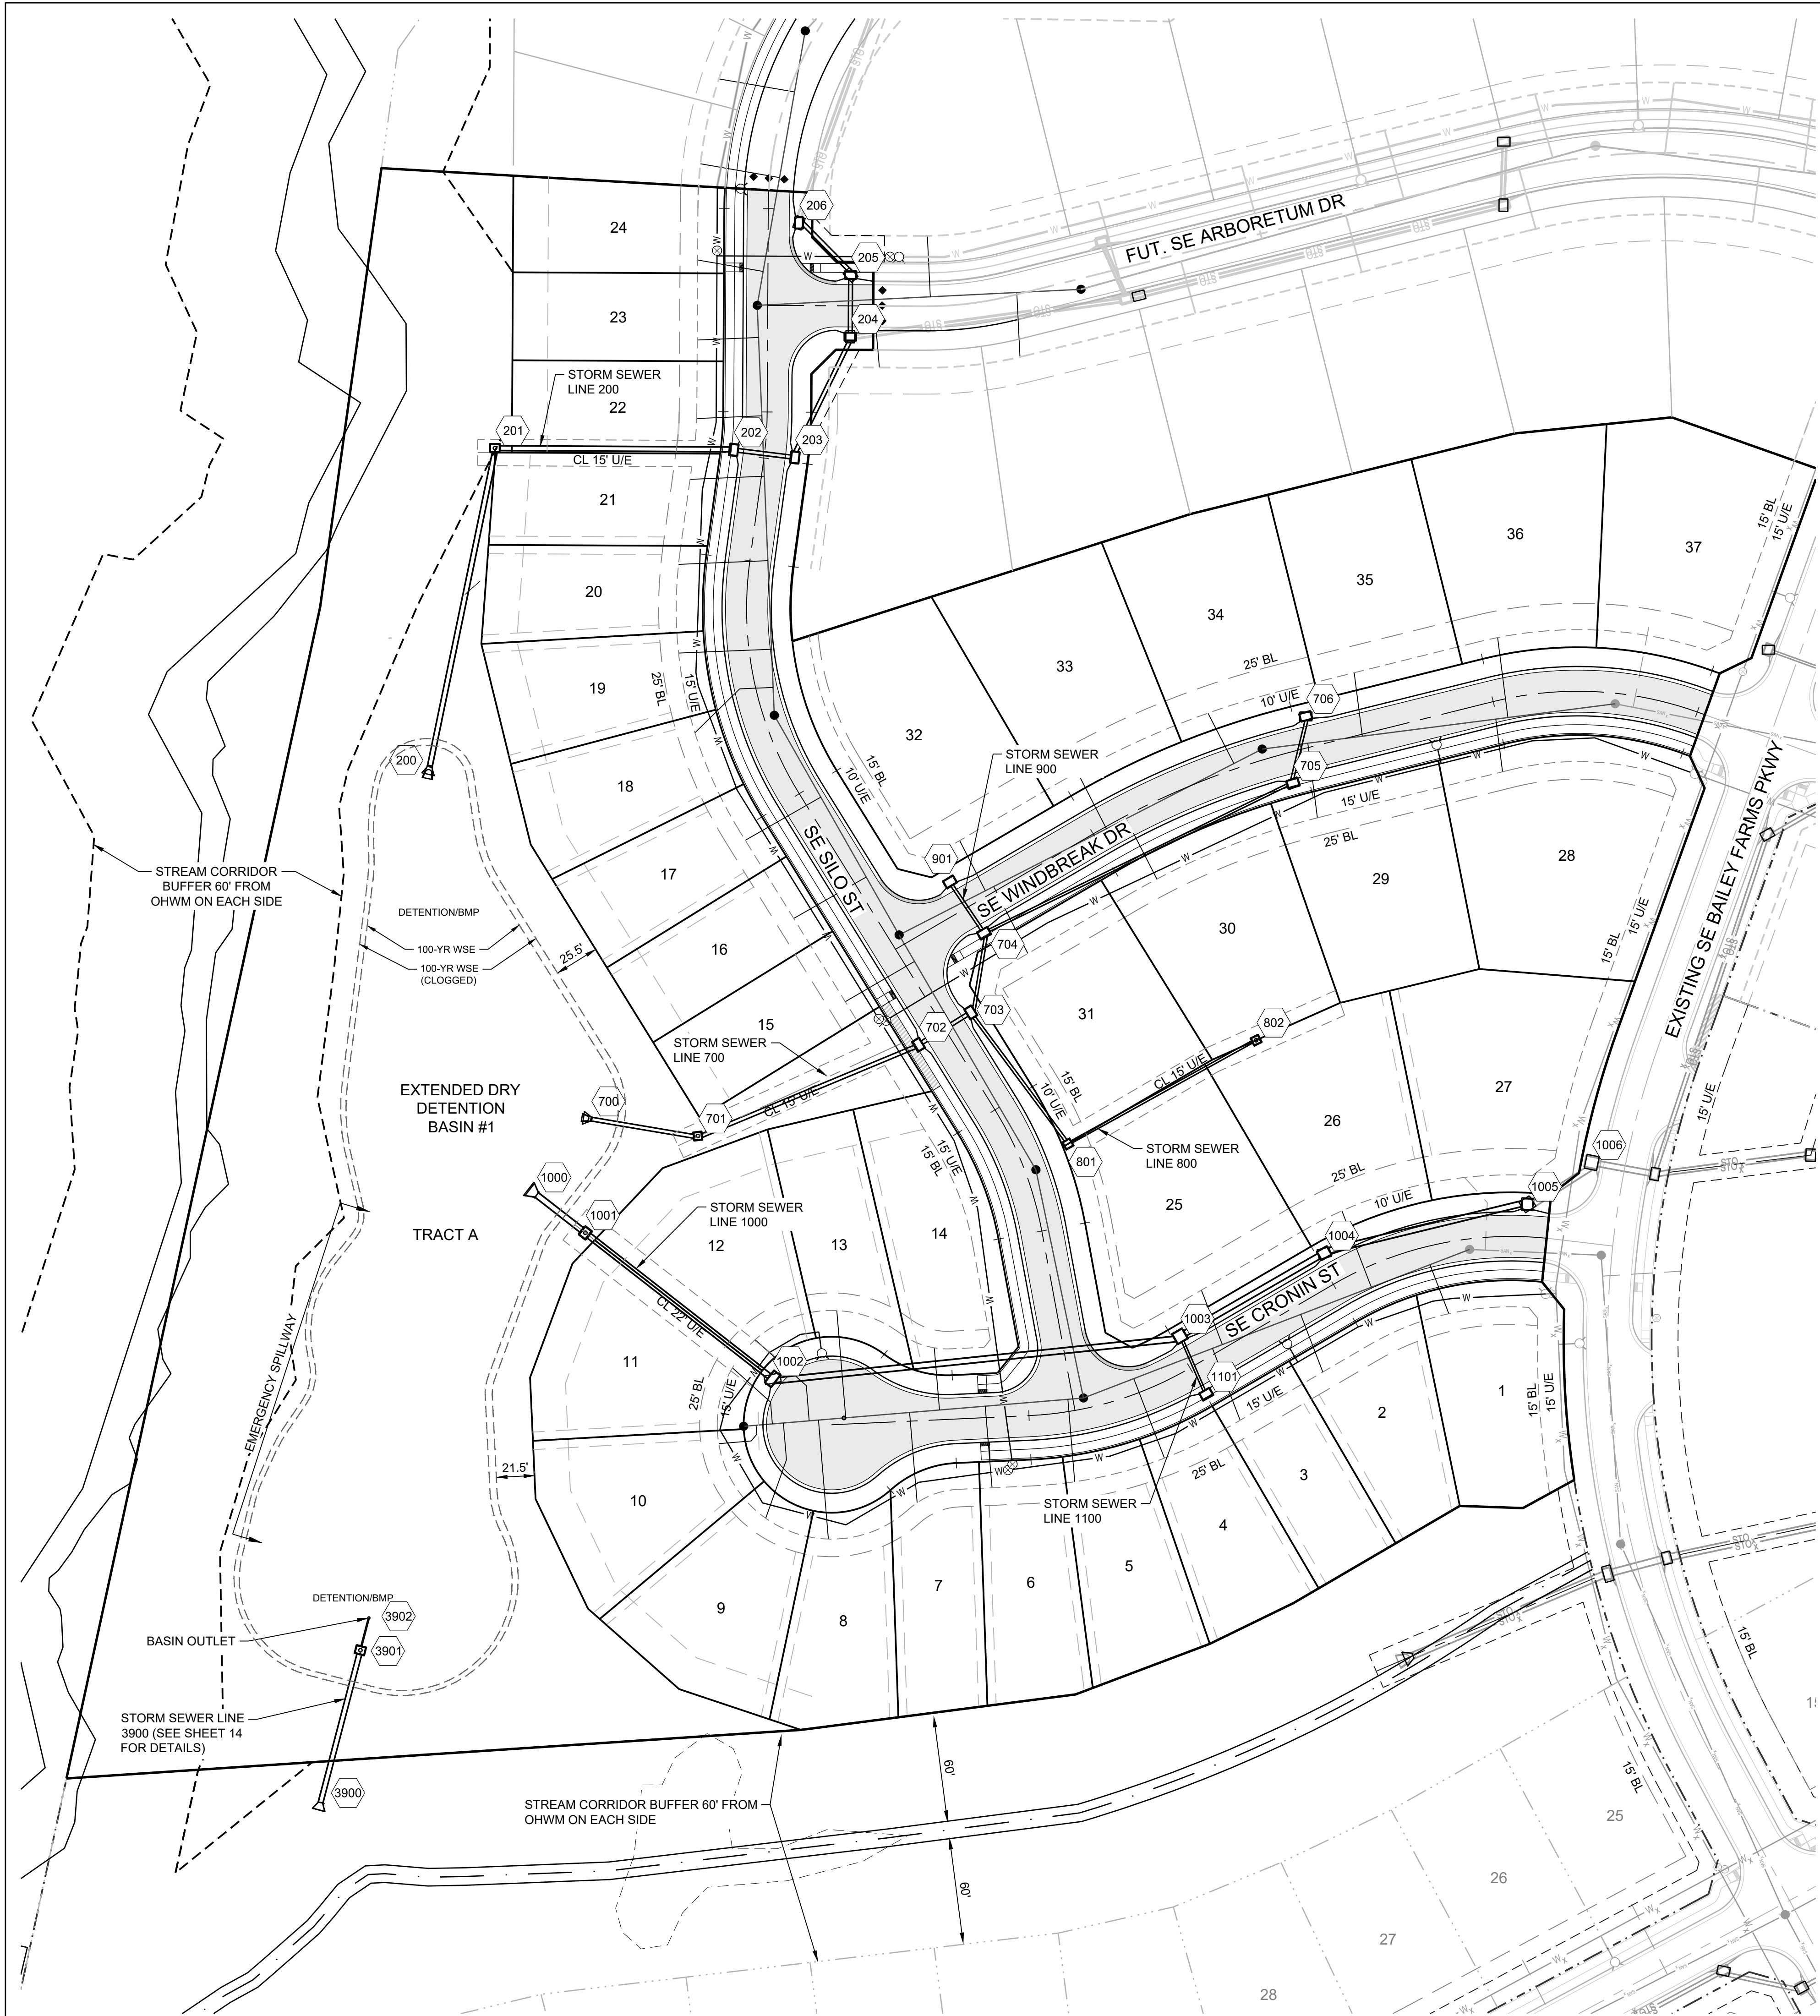 206
24
205
FUT. SE ARBORETUM DR
204
23
STORM SEWER
LINE 200
22
201
202
203
CL 15' U/E
21
20
19
18
17
16
15
25' BL
15' U/E
36
37
15' BL
15' U/E
35
34
33
32
25' BL
10' U/E
706
705
STORM SEWER
LINE 900
15' BL
10' U/E
SE SILO ST
SE WINDBREAK DR
15' U/E
25' BL
901
704
703
702
28
29
30
31
EXISTING SE BAILEY FARMS PKWY
15' BL
15' U/E
15' U/E
200
STREAM CORRIDOR
BUFFER 60' FROM
OHWM ON EACH SIDE
DETENTION/BMP
100-YR WSE
100-YR WSE
(CLOGGED)
25.5'
STORM SEWER
LINE 700
CL 15' U/E
EXTENDED DRY
DETENTION
BASIN #1
700
701
802
CL 15' U/E
15' BL
10' U/E
801
STORM SEWER
LINE 800
27
26
25
25' BL
10' U/E
1006
1005
1004
1003
1000
1001
STORM SEWER
LINE 1000
15' U/E
15' BL
12
13
14
TRACT A
EMERGENCY SPILLWAY
CL 22' U/E
11
1002
25' BL
15' U/E
SE CRONIN ST
1101
15' U/E
25' BL
1
15' BL
15' U/E
2
3
4
5
6
7
8
9
10
21.5'
STORM SEWER
LINE 1100
DETENTION/BMP
3902
BASIN OUTLET
3901
STORM SEWER LINE
3900 (SEE SHEET 14
FOR DETAILS)
3900
STREAM CORRIDOR BUFFER 60' FROM
OHWM ON EACH SIDE
60'
60'
15' BL
15' BL
25
26
27
28